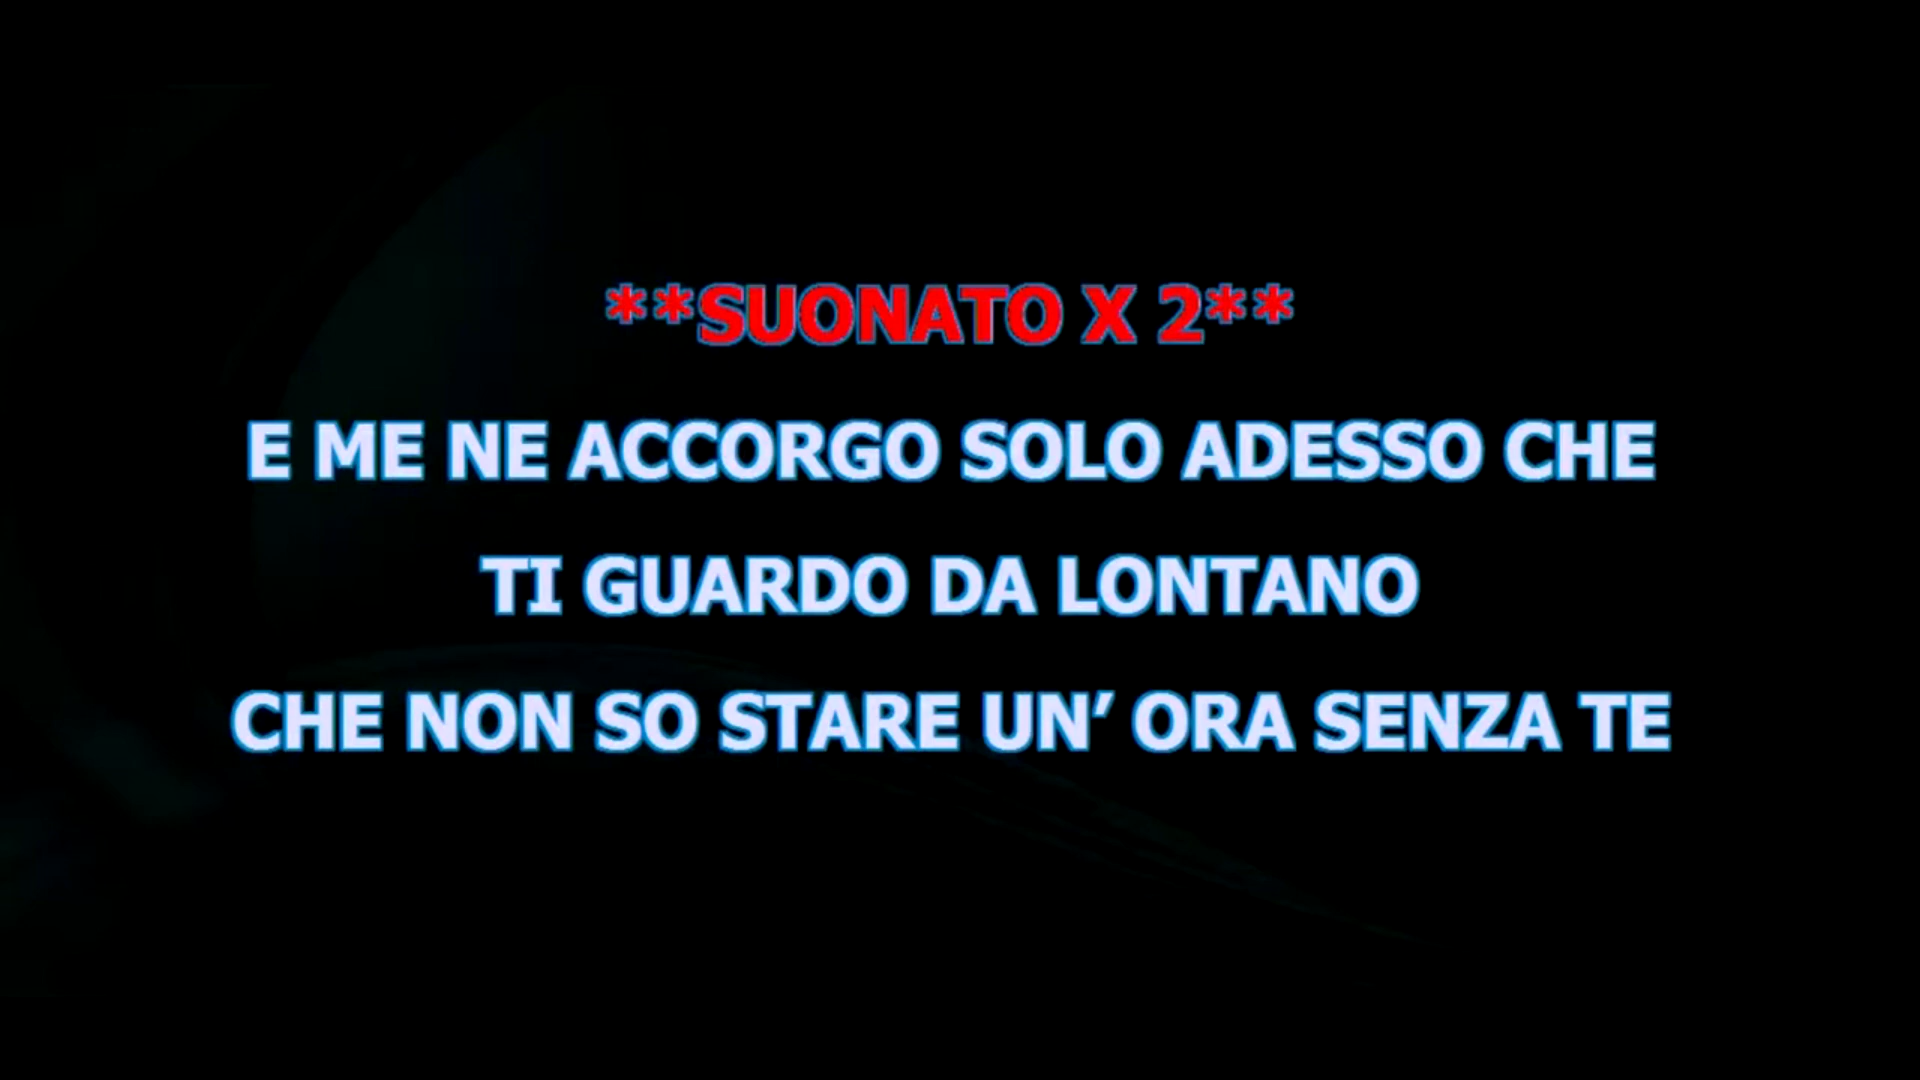 **SUONATO X 2**
E ME NE ACCORGO SOLO ADESSO CHE
TI GUARDO DA LONTANO
CHE NON SO STARE UN’ ORA SENZA TE